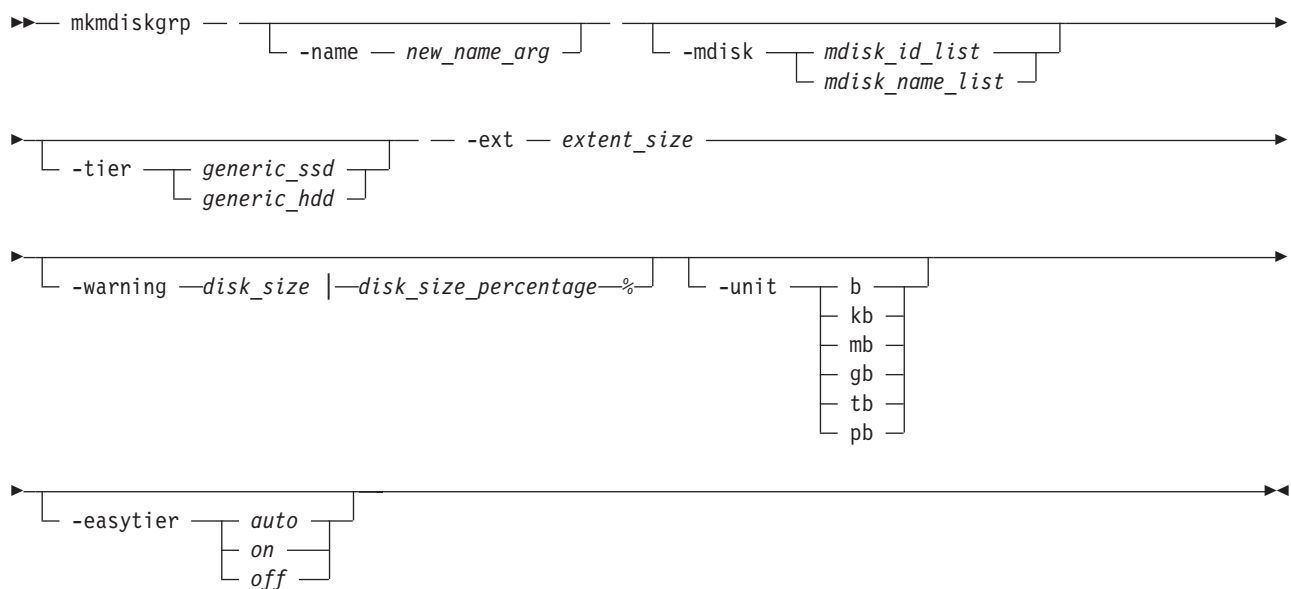 mkmdiskgrp
-name new_name_arg -mdisk mdisk_id_list
mdisk_name_list
-ext extent_size
-tier generic_ssd
generic_hdd
-warning disk_size | disk_size_percentage % -unit b
kb
mb
gb
tb
pb
-easytier auto
on
off